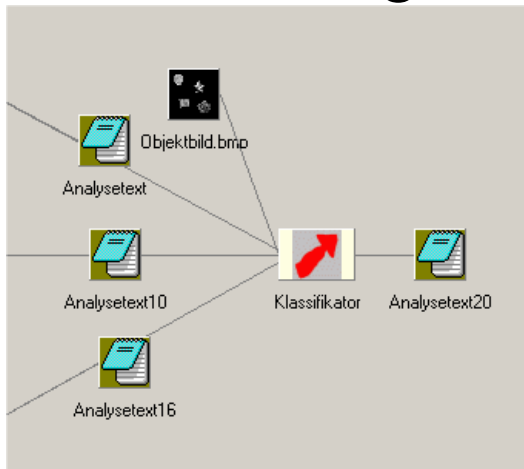 Objektbild.bmp
Analysetext
Analysetext10
Klassifikator
Analysetext20
Analysetext16